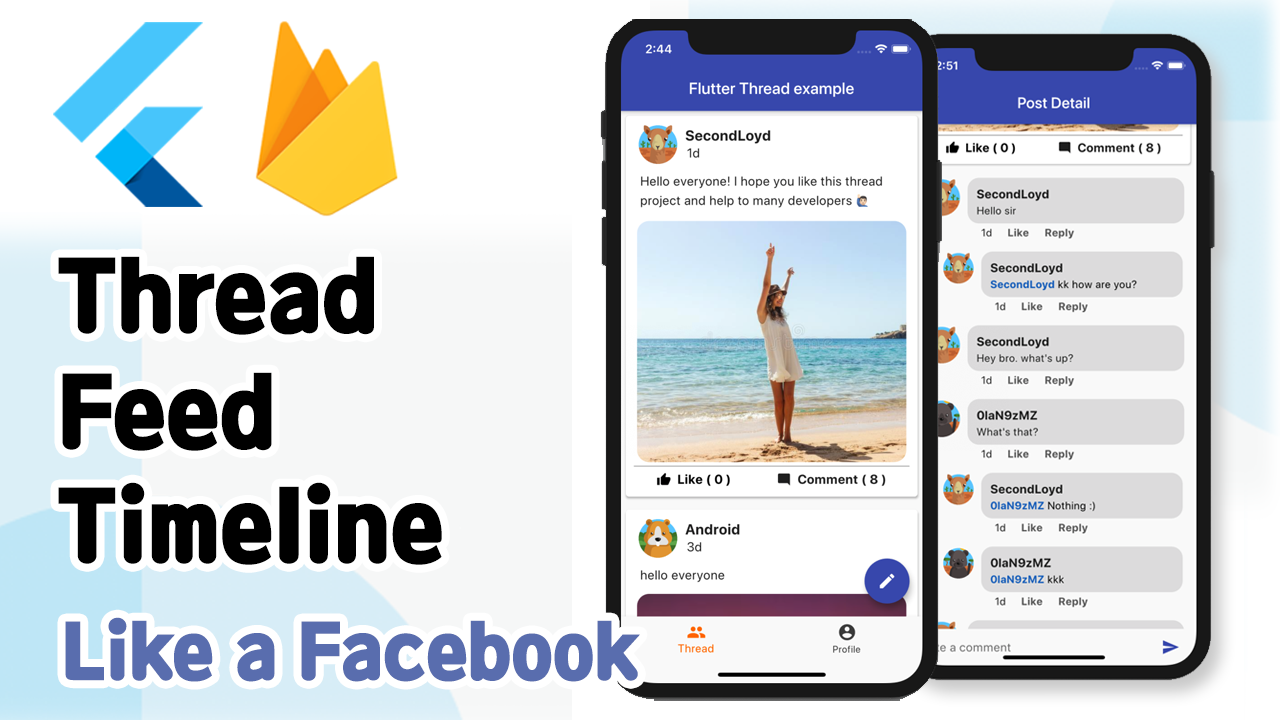 Thread
Feed
Timeline
Like a Facebook
2:44
Flutter Thread example
SecondLoyd
1d
Hello everyone! I hope you like this thread
project and help to many developers
Like ( 0 )
Comment ( 8 )
Android
3d
hello everyone
Thread
Profile
2:51
Post Detail
Like ( 0 )
Comment ( 8 )
SecondLoyd
Hello sir
1d Like Reply
SecondLoyd
SecondLoyd kk how are you?
1d Like Reply
SecondLoyd
Hey bro. what's up?
1d Like Reply
0laN9zMZ
What's that?
1d Like Reply
SecondLoyd
0laN9zMZ Nothing :)
1d Like Reply
0laN9zMZ
0laN9zMZ kkk
1d Like Reply
a comment